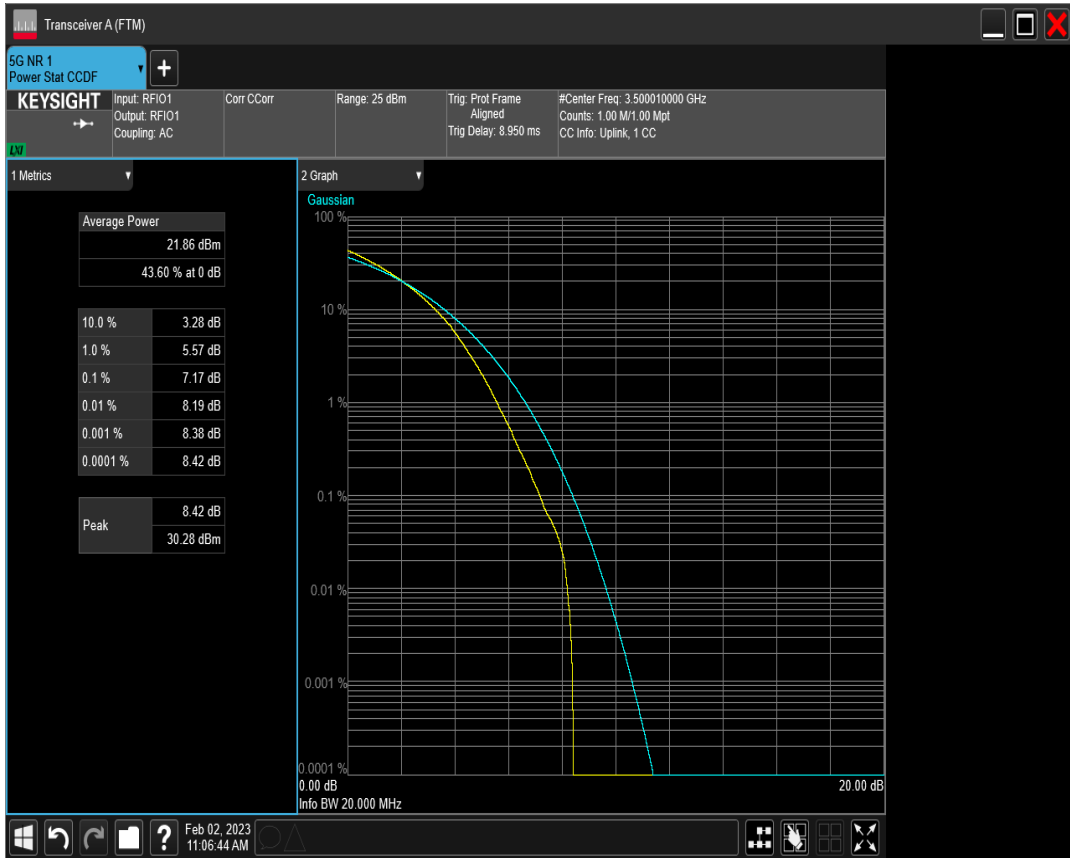 Transceiver A (FTM)
5G NR 1
Power Stat CCDF
+
KEYSIGHT
LXI
Input: RFIO1
Output: RFIO1
Coupling: AC
Corr CCorr
Range: 25 dBm
Trig: Prot Frame
Aligned
Trig Delay: 8.950 ms
#Center Freq: 3.500010000 GHz
Counts: 1.00 M/1.00 Mpt
CC Info: Uplink, 1 CC
1 Metrics
Average Power
21.86 dBm
43.60 % at 0 dB
10.0 % 3.28 dB
1.0 % 5.57 dB
0.1 % 7.17 dB
0.01 % 8.19 dB
0.001 % 8.38 dB
0.0001 % 8.42 dB
Peak
8.42 dB
30.28 dBm
2 Graph
Gaussian
100 %
10 %
1 %
0.1 %
0.01 %
0.001 %
0.0001 %
0.00 dB 20.00 dB
Info BW 20.000 MHz
?
Feb 02, 2023
11:06:44 AM